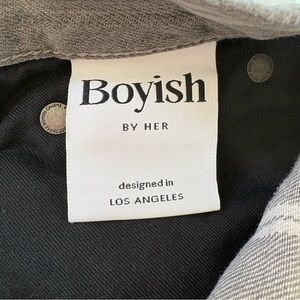 Boyish
BY HER
designed in
LOS ANGELES